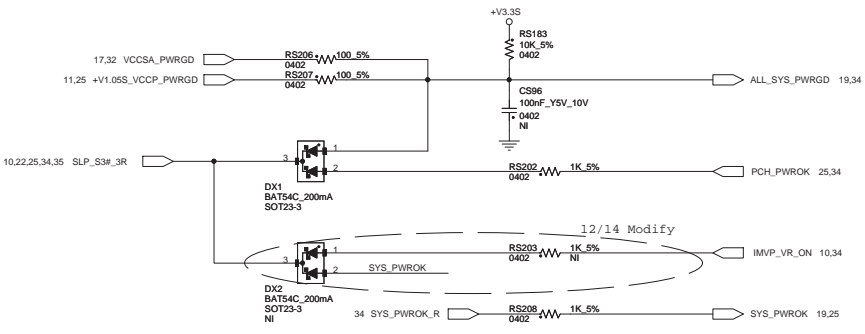 +V3.3S
RS183
10K_5%
0402
17,32 VCCSA_PWRGD
RS206
0402
100_5%
11,25 +V1.05S_VCCP_PWRGD
RS207
0402
100_5%
ALL_SYS_PWRGD 19,34
CS96
100nF_Y5V_10V
0402
NI
10,22,25,34,35 SLP_S3#_3R
3
1
2
DX1
BAT54C_200mA
SOT23-3
RS202
0402
1K_5%
PCH_PWROK 25,34
12/14 Modify
3
1
2
SYS_PWROK
DX2
BAT54C_200mA
SOT23-3
NI
RS203
0402
1K_5%
NI
IMVP_VR_ON 10,34
34 SYS_PWROK_R
RS208
0402
1K_5%
SYS_PWROK 19,25